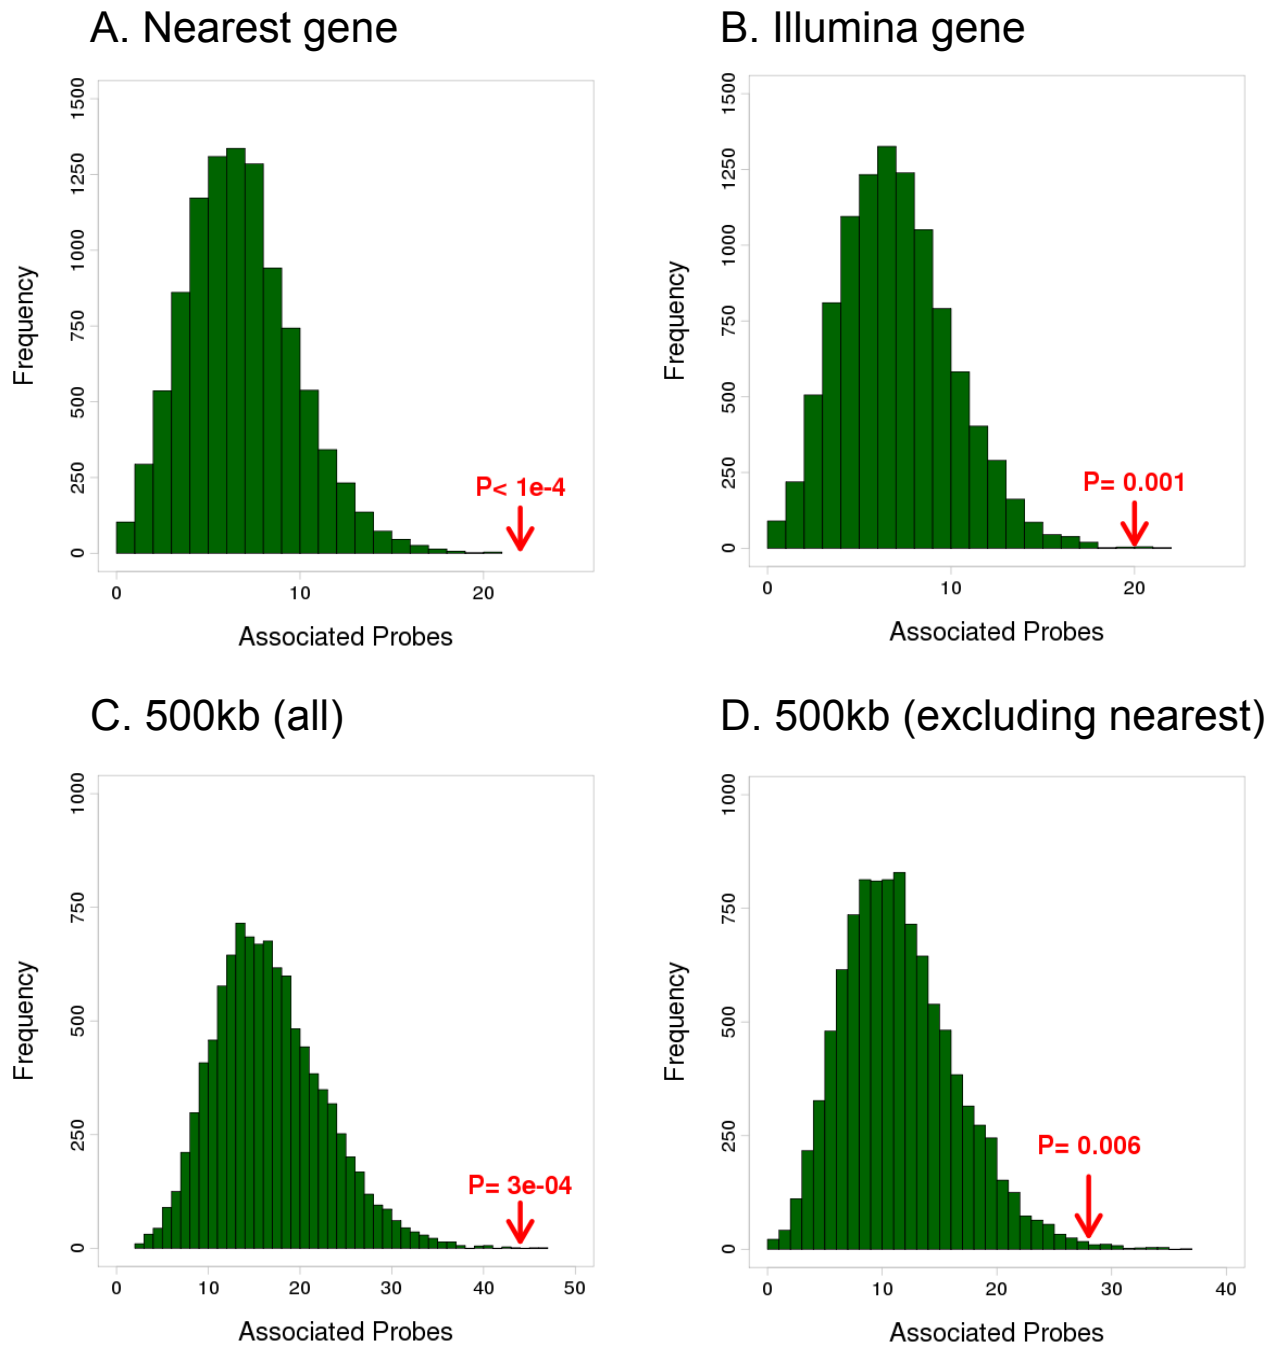 A. Nearest gene
1500
1250
1000
750
500
250
0
Frequency
P< 1e-4
0 10 20
Associated Probes
B. Illumina gene
1500
1250
1000
750
500
250
0
Frequency
P= 0.001
0 10 20
Associated Probes
C. 500kb (all)
1000
750
500
250
0
Frequency
P= 3e-04
0 10 20 30 40 50
Associated Probes
D. 500kb (excluding nearest)
1000
750
500
250
0
Frequency
P= 0.006
0 10 20 30 40
Associated Probes